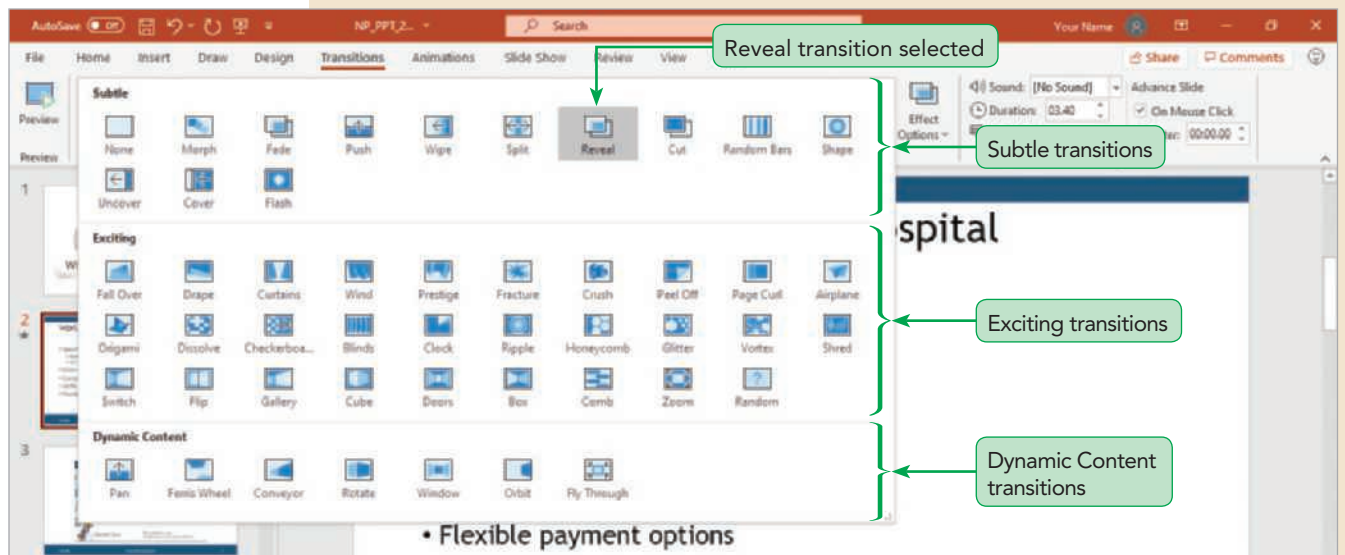 AutoSave Off NP_PPT_2... Search Your Name
File Home Insert Draw Design Transitions Animations Slide Show Review View Share Comments
Reveal transition selected
Preview
Preview
Subtle
None Morph Fade Push Wipe Split Reveal Cut Random Bars Shape
Uncover Cover Flash
Effect
Options
Sound: [No Sound] Advance Slide
Duration: 03.40 On Mouse Click
00:00.00
Subtle transitions
1
spital
Exciting
Fall Over Drape Curtains Wind Prestige Fracture Crush Peel Off Page Curl Airplane
Origami Dissolve Checkerboa... Blinds Clock Ripple Honeycomb Glitter Vortex Shred
Switch Flip Gallery Cube Doors Box Comb Zoom Random
Exciting transitions
2
Dynamic Content
Pan Ferris Wheel Conveyor Rotate Window Orbit Fly Through
Dynamic Content
transitions
3
• Flexible payment options